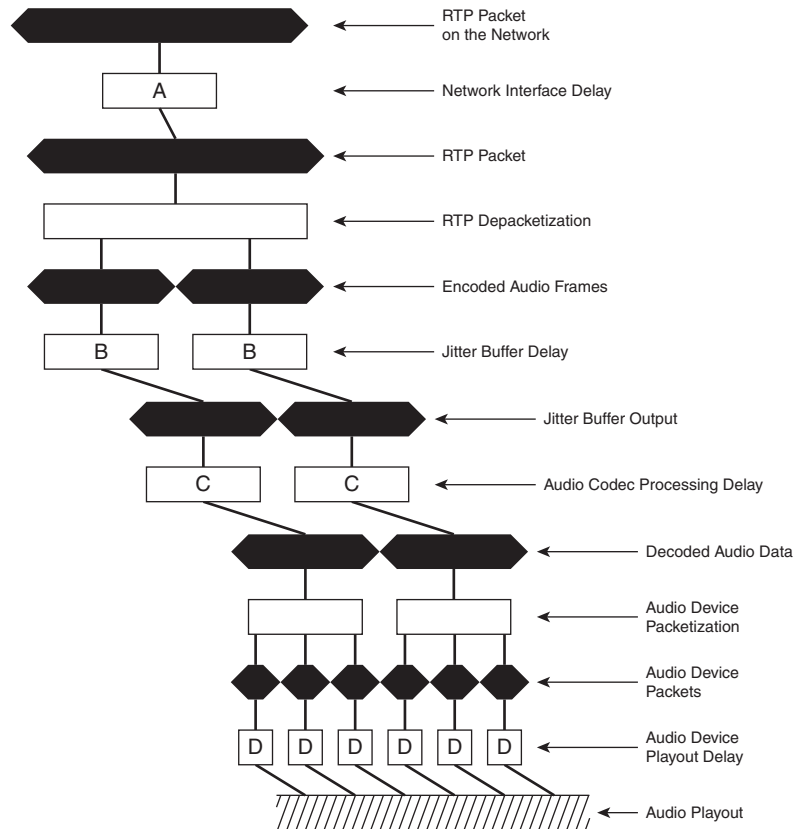 RTP Packet
on the Network
A
Network Interface Delay
RTP Packet
RTP Depacketization
Encoded Audio Frames
B B
Jitter Buffer Delay
Jitter Buffer Output
C C
Audio Codec Processing Delay
Decoded Audio Data
Audio Device
Packetization
Audio Device
Packets
D D D D D D
Audio Device
Playout Delay
Audio Playout